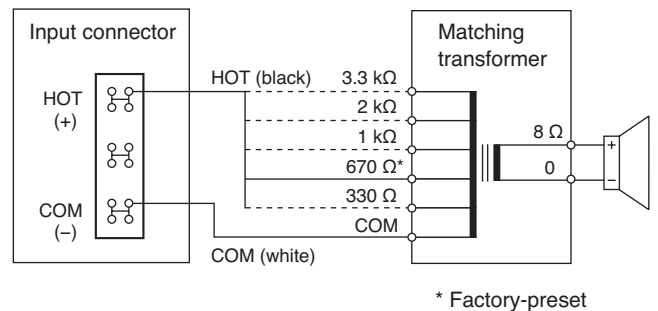 Input connector
HOT
(+)
COM
(–)
HOT (black)
COM (white)
3.3 kΩ
2 kΩ
1 kΩ
670 Ω*
330 Ω
COM
Matching
transformer
8 Ω
0
+
–
* Factory-preset